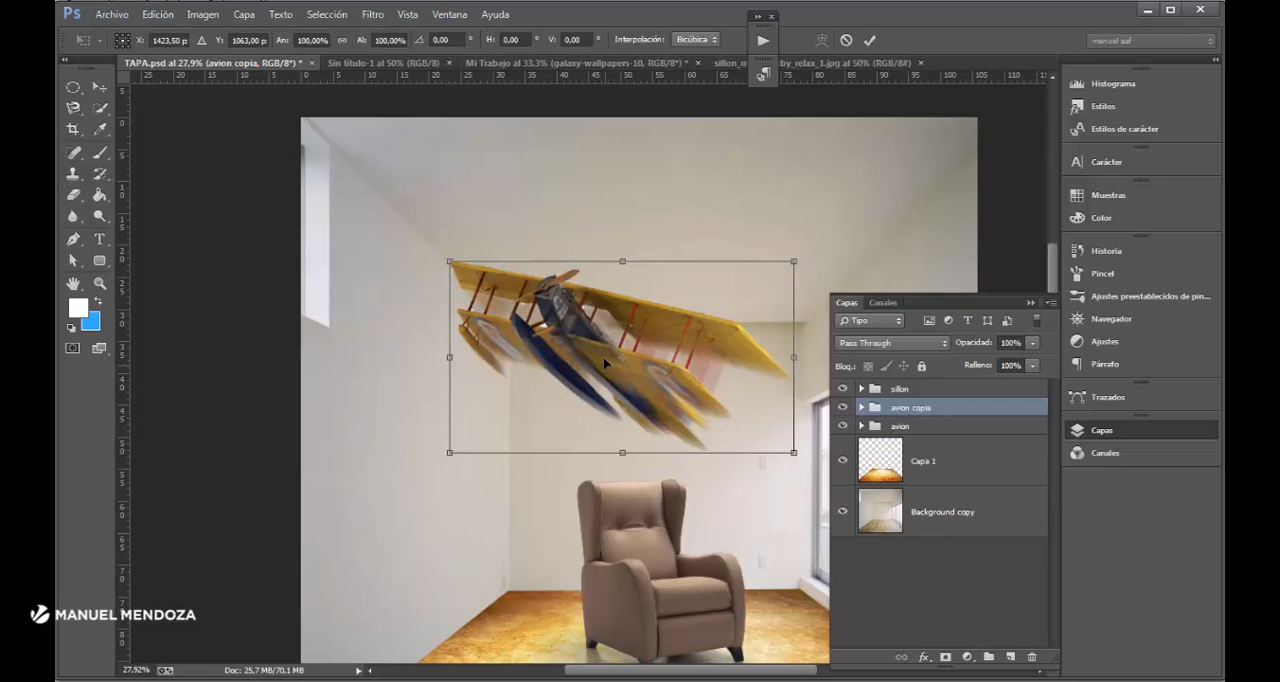 Ps Archivo Edición Imagen Capa Texto Selección Filtro Vista Ventana Ayuda
1423,50 p Y: 1063,00 p An: 100,00% Al: 100,00% 0,00 ° H: 0,00 ° V: 0,00 ° Interpolación: Bicúbica manuel aaf
TAPA.psd al 27,9% (avion copia, RGB/8*) * × Sin título-1 al 50% (RGB/8) × Mi Trabajo al 33,3% (galaxy-wallpapers-10, RGB/8*) * × by_relax_1.jpg al 50% (RGB/8#) ×
Histograma
Estilos
Estilos de carácter
Carácter
Muestras
Color
Historia
Pincel
Ajustes preestablecidos de pin...
Navegador
Ajustes
Párrafo
Trazados
Capas
Canales
Capas Canales
Tipo
Pass Through Opacidad: 100%
Bloq.: Relleno: 100%
sillon
avion copia
avion
Capa 1
Background copy
MANUEL MENDOZA
27,92% Doc: 25,7 MB/70,1 MB